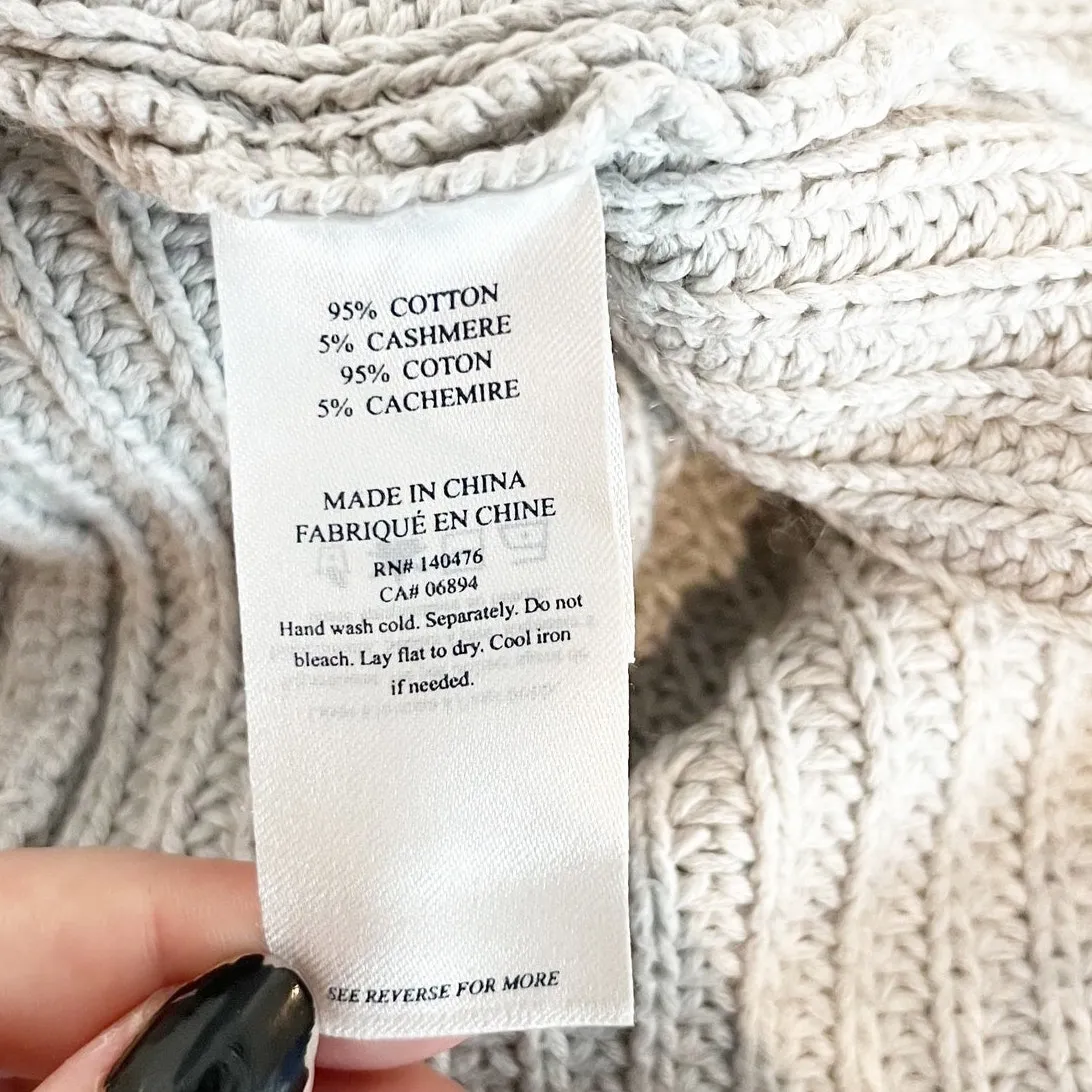 95% COTTON
5% CASHMERE
95% COTON
5% CACHEMIRE
MADE IN CHINA
FABRIQUÉ EN CHINE
RN# 140476
CA# 06894
Hand wash cold. Separately. Do not
bleach. Lay flat to dry. Cool iron
if needed.
SEE REVERSE FOR MORE